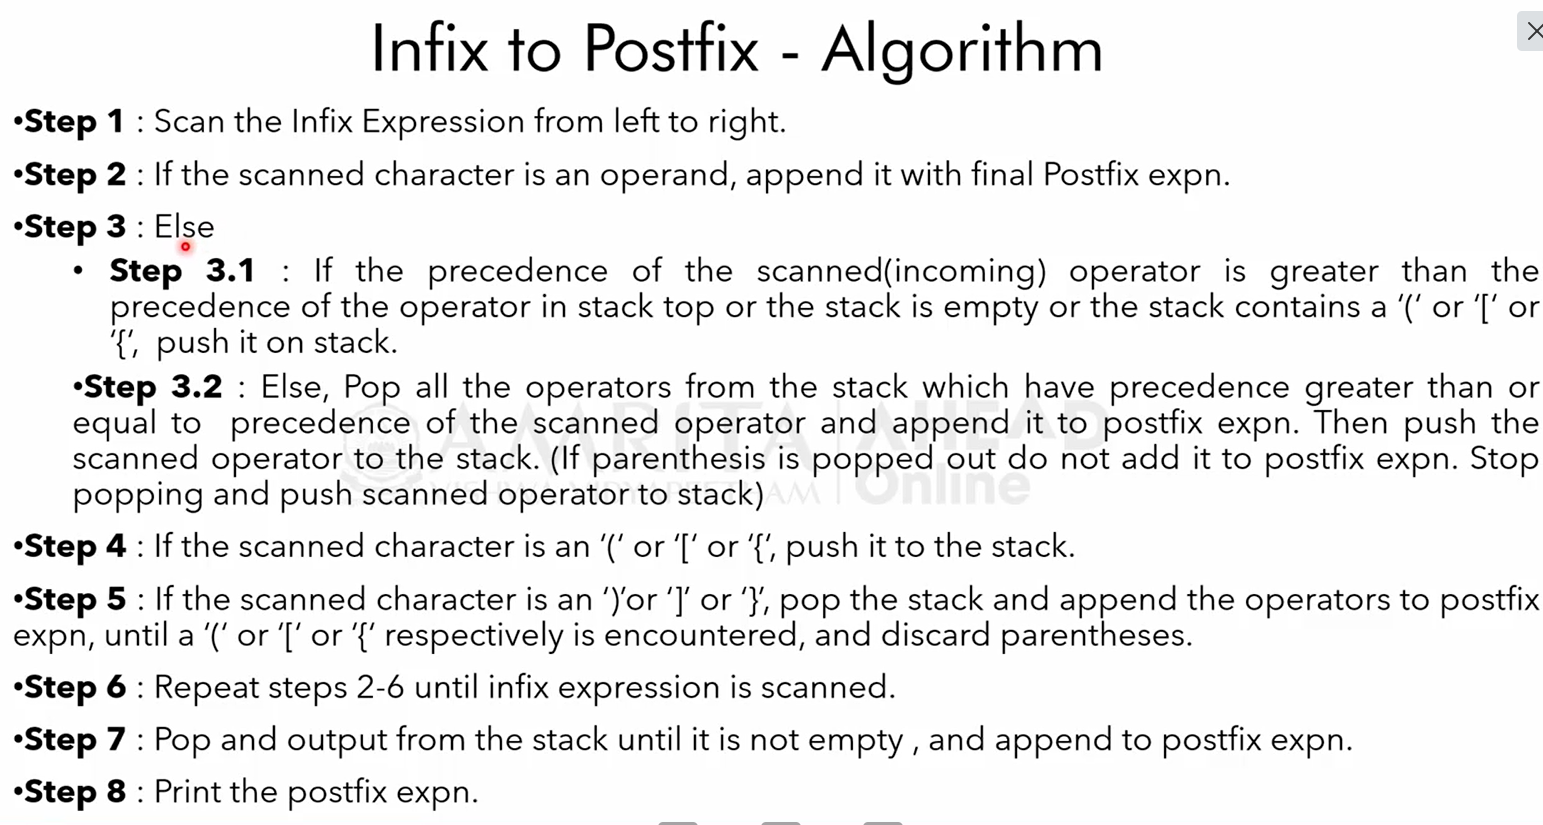 Infix to Postfix - Algorithm
•Step 1 : Scan the Infix Expression from left to right.
•Step 2 : If the scanned character is an operand, append it with final Postfix expn.
•Step 3 : Else
• Step 3.1 : If the precedence of the scanned(incoming) operator is greater than the
precedence of the operator in stack top or the stack is empty or the stack contains a ‘(‘ or ‘[‘ or
‘{‘, push it on stack.
•Step 3.2 : Else, Pop all the operators from the stack which have precedence greater than or
equal to precedence of the scanned operator and append it to postfix expn. Then push the
scanned operator to the stack. (If parenthesis is popped out do not add it to postfix expn. Stop
popping and push scanned operator to stack)
AMRITA AHEAD
VISHWA VIDYAPEETHAM Online
•Step 4 : If the scanned character is an ‘(‘ or ‘[‘ or ‘{‘, push it to the stack.
•Step 5 : If the scanned character is an ‘)’or ‘]’ or ‘}’, pop the stack and append the operators to postfix
expn, until a ‘(‘ or ‘[‘ or ‘{‘ respectively is encountered, and discard parentheses.
•Step 6 : Repeat steps 2-6 until infix expression is scanned.
•Step 7 : Pop and output from the stack until it is not empty , and append to postfix expn.
•Step 8 : Print the postfix expn.